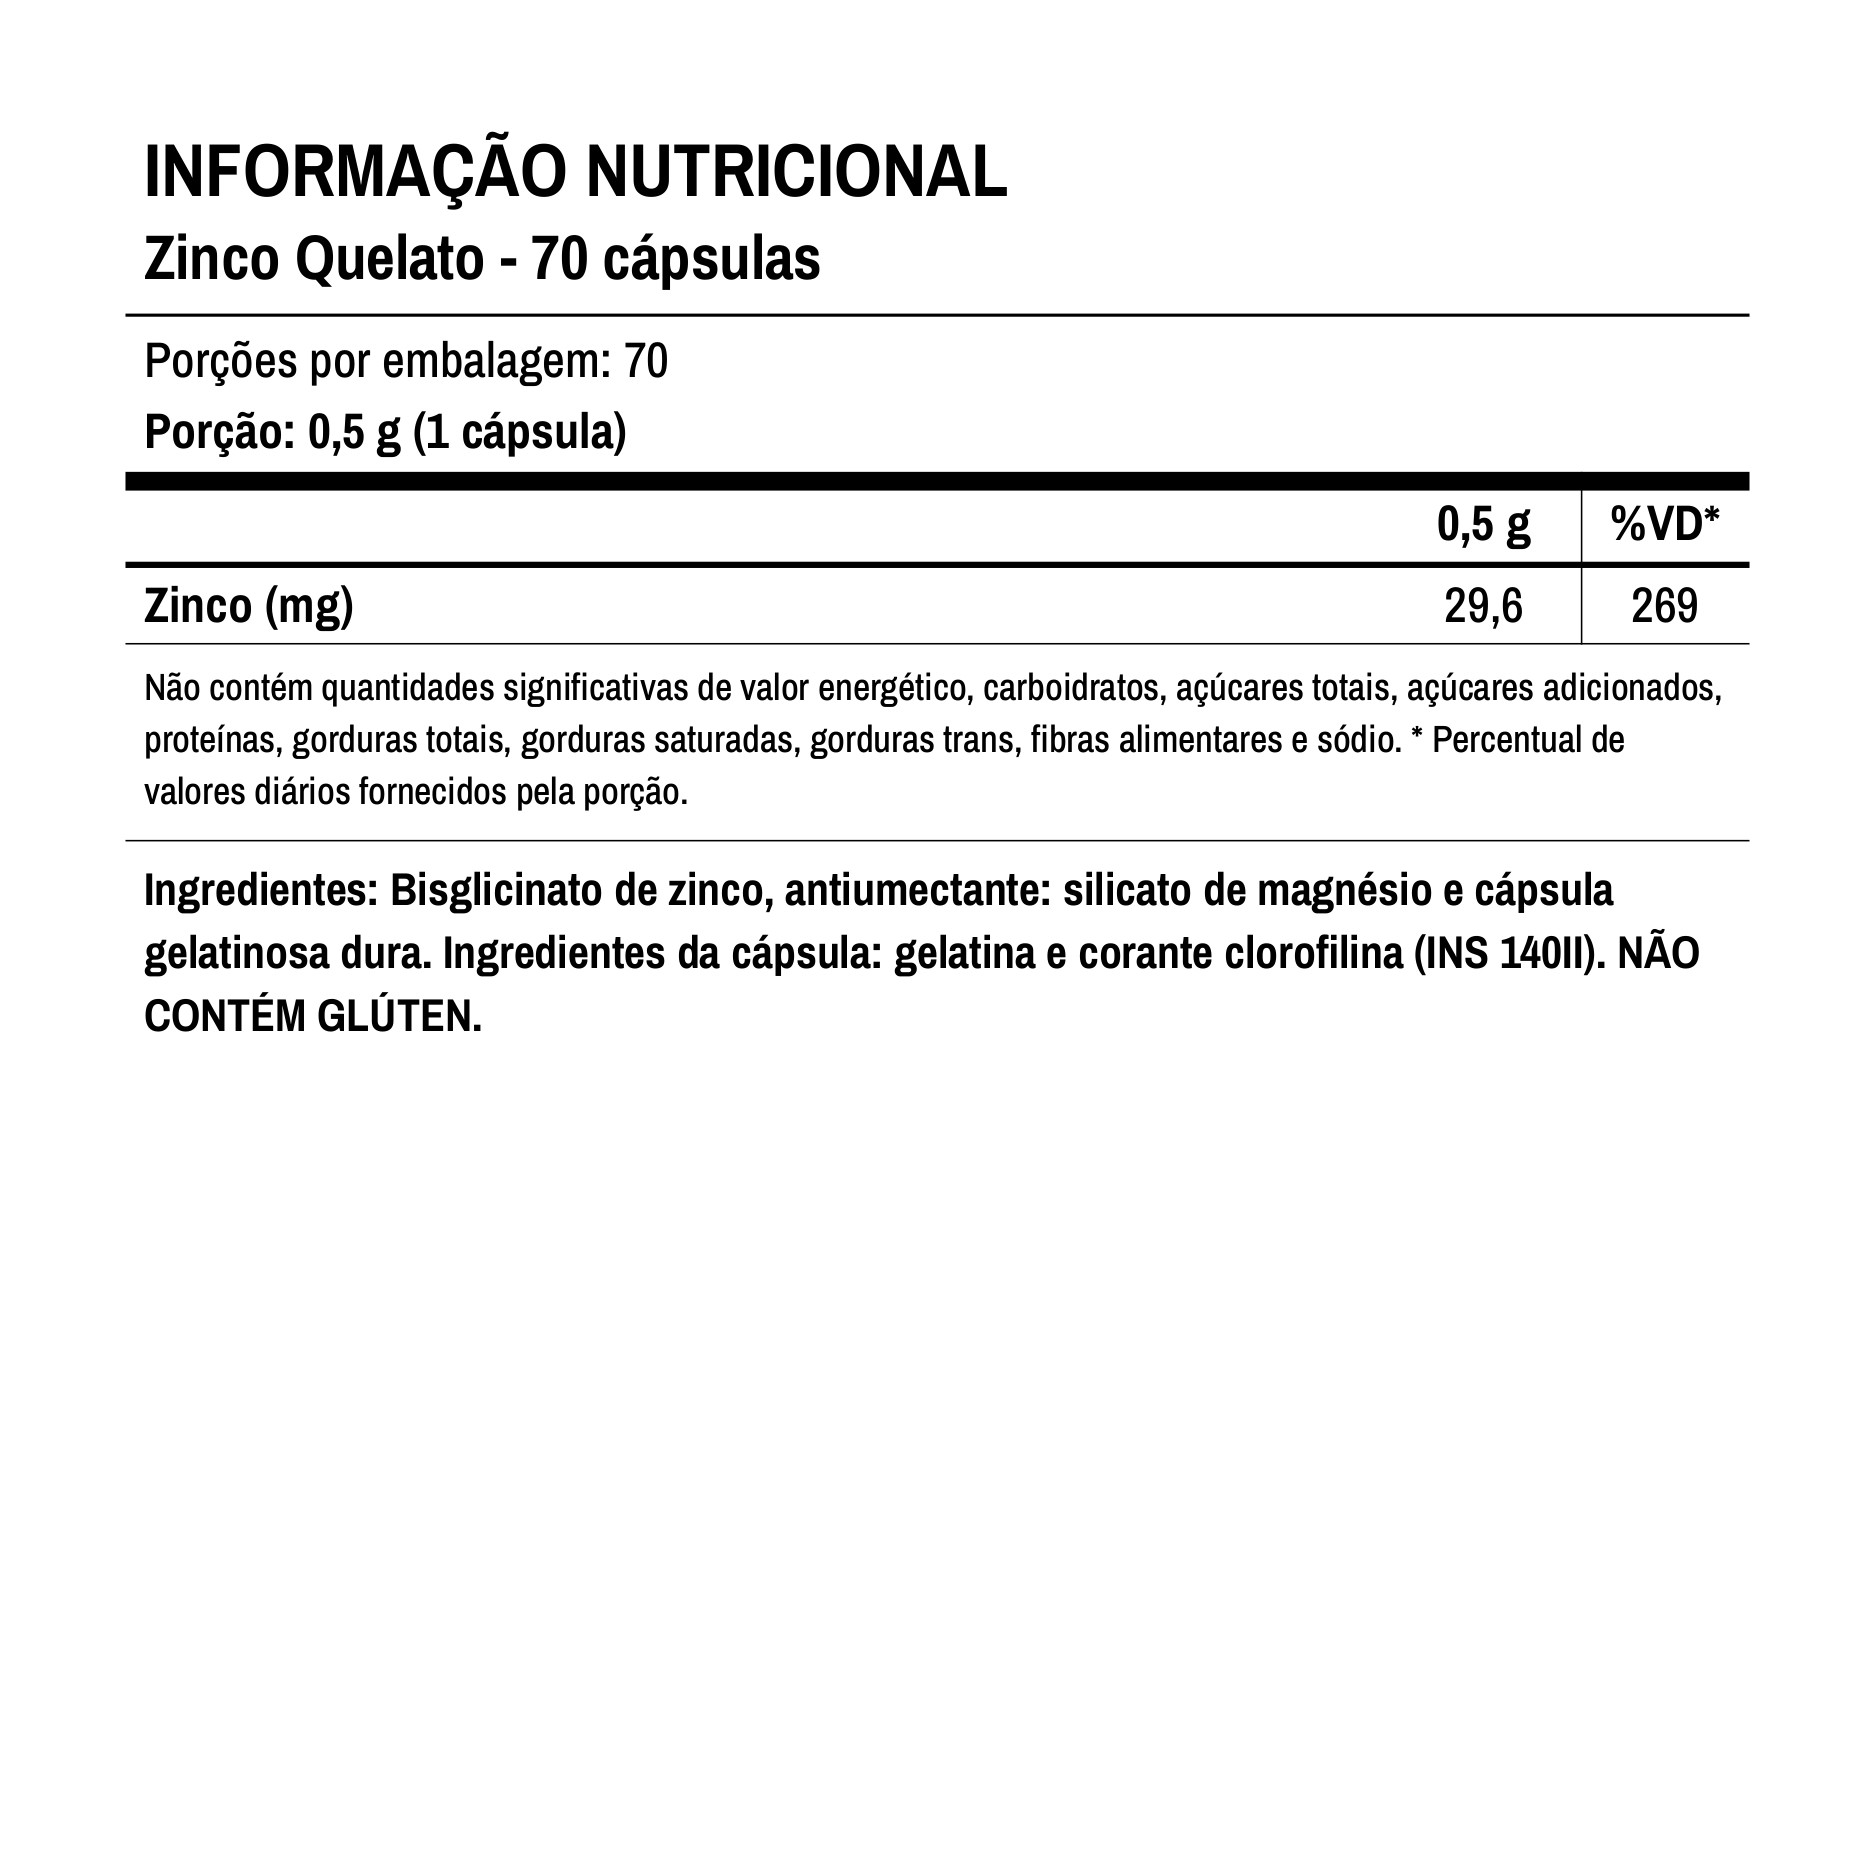 INFORMAÇÃO NUTRICIONAL
Zinco Quelato - 70 cápsulas
Porções por embalagem: 70
Porção: 0,5 g (1 cápsula)
0,5 g %VD*
Zinco (mg) 29,6 269
Não contém quantidades significativas de valor energético, carboidratos, açúcares totais, açúcares adicionados,
proteínas, gorduras totais, gorduras saturadas, gorduras trans, fibras alimentares e sódio. * Percentual de
valores diários fornecidos pela porção.
Ingredientes: Bisglicinato de zinco, antiumectante: silicato de magnésio e cápsula
gelatinosa dura. Ingredientes da cápsula: gelatina e corante clorofilina (INS 140II). NÃO
CONTÉM GLÚTEN.